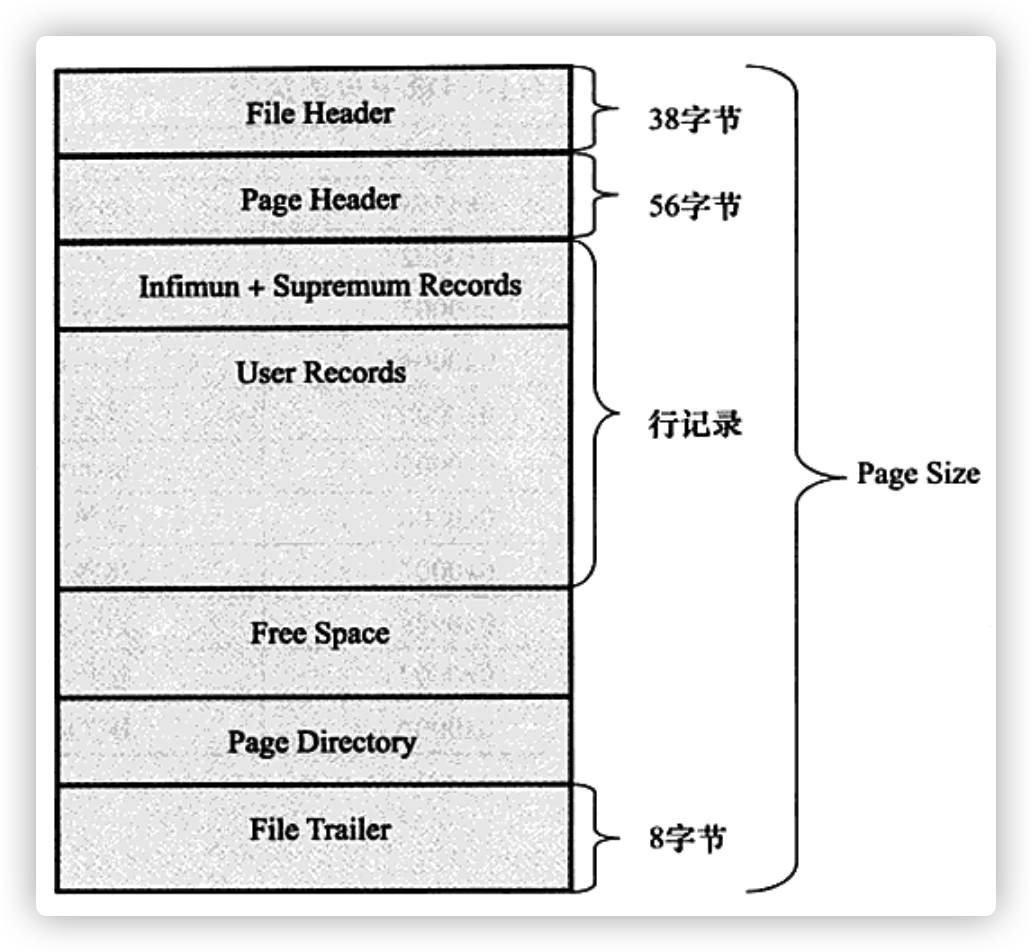 File Header
38字节
Page Header
56字节
Infimun + Supremum Records
User Records
行记录
Page Size
Free Space
Page Directory
File Trailer
8字节